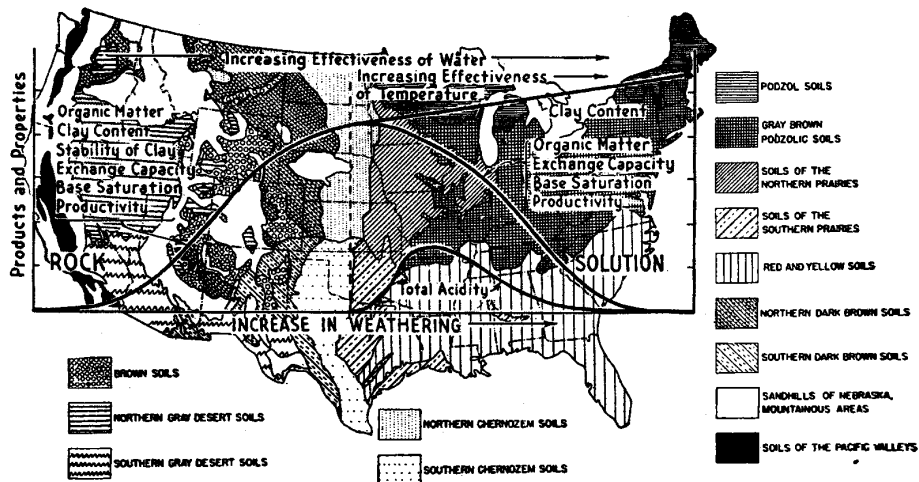 Increasing Effectiveness of Water
Increasing Effectiveness
of Temperature
Products and Properties
Organic Matter
Clay Content
Stability of Clay
Exchange Capacity
Base Saturation
Productivity
Clay Content
Organic Matter
Exchange Capacity
Base Saturation
Productivity
ROCK
SOLUTION
Total Acidity
INCREASE IN WEATHERING
PODZOL SOILS
GRAY BROWN
PODZOLIC SOILS
SOILS OF THE
NORTHERN PRAIRIES
SOILS OF THE
SOUTHERN PRAIRIES
RED AND YELLOW SOILS
NORTHERN DARK BROWN SOILS
SOUTHERN DARK BROWN SOILS
SANDHILLS OF NEBRASKA,
MOUNTAINOUS AREAS
SOILS OF THE PACIFIC VALLEYS
BROWN SOILS
NORTHERN GRAY DESERT SOILS
SOUTHERN GRAY DESERT SOILS
NORTHERN CHERNOZEM SOILS
SOUTHERN CHERNOZEM SOILS